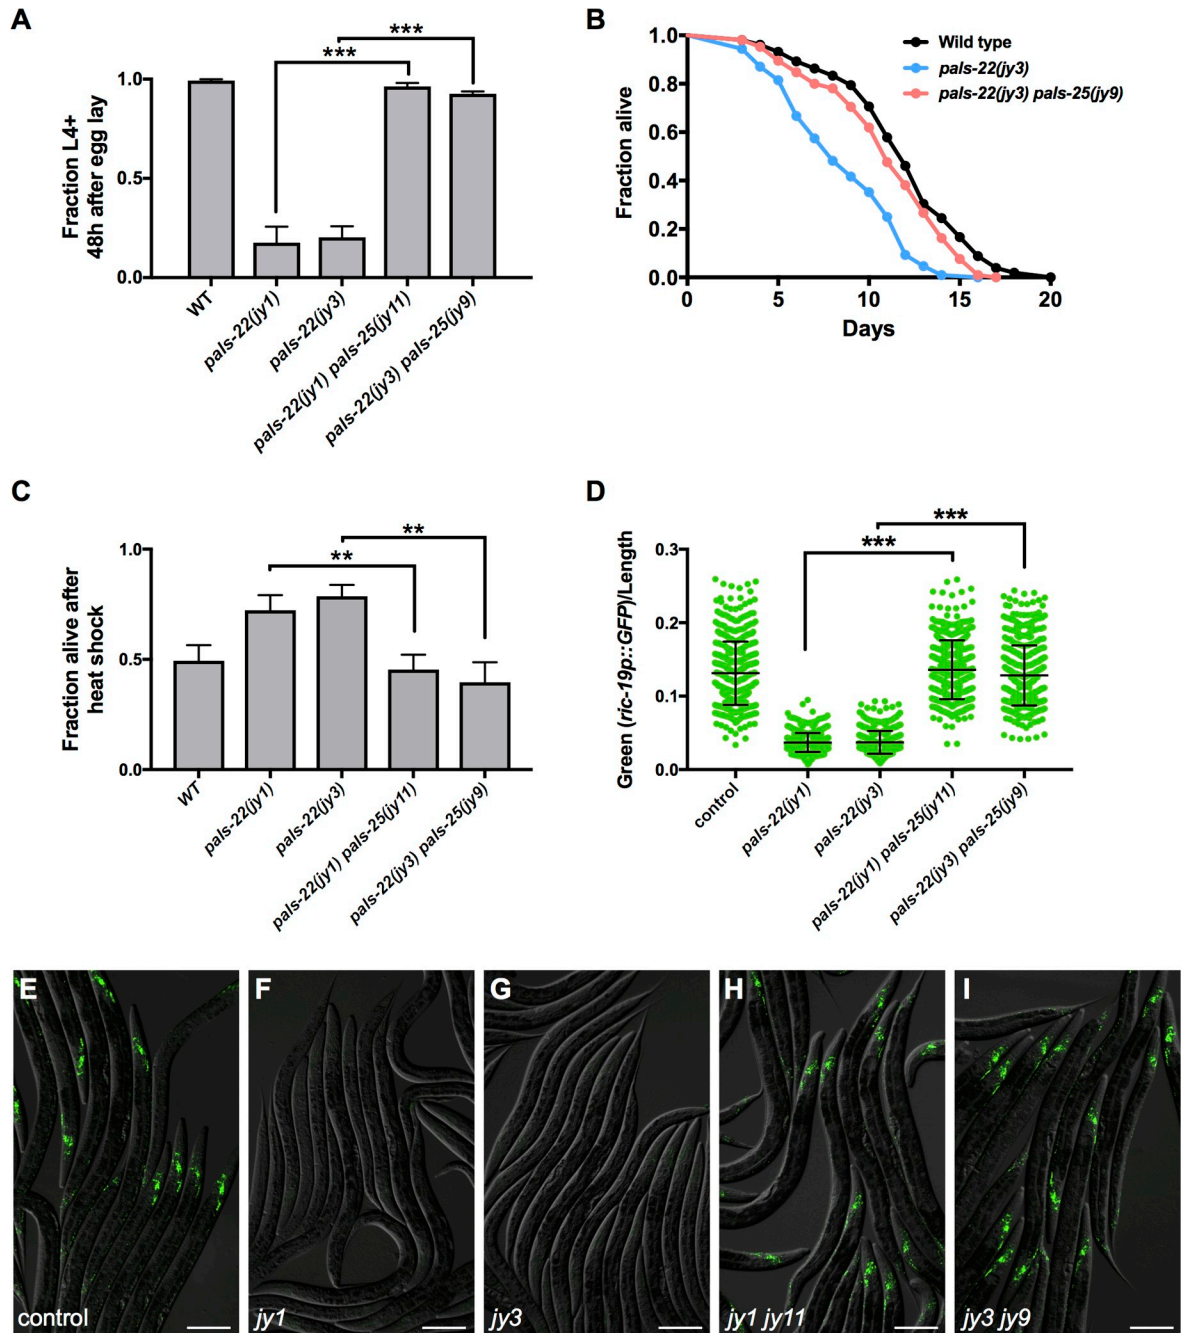 A
Fraction L4+
48h after egg lay
1.0
0.5
0.0
***
***
WT
pals-22(jy1)
pals-22(jy3)
pals-22(jy1) pals-25(jy11)
pals-22(jy3) pals-25(jy9)
B
Fraction alive
1.0
0.8
0.6
0.4
0.2
0.0
0
5
10
15
20
Days
Wild type
pals-22(jy3)
pals-22(jy3) pals-25(jy9)
C
Fraction alive after
heat shock
1.0
0.5
0.0
**
**
WT
pals-22(jy1)
pals-22(jy3)
pals-22(jy1) pals-25(jy11)
pals-22(jy3) pals-25(jy9)
D
Green (ric-19p::GFP)/Length
0.3
0.2
0.1
0.0
***
***
control
pals-22(jy1)
pals-22(jy3)
pals-22(jy1) pals-25(jy11)
pals-22(jy3) pals-25(jy9)
E
control
F
jy1
G
jy3
H
jy1 jy11
I
jy3 jy9